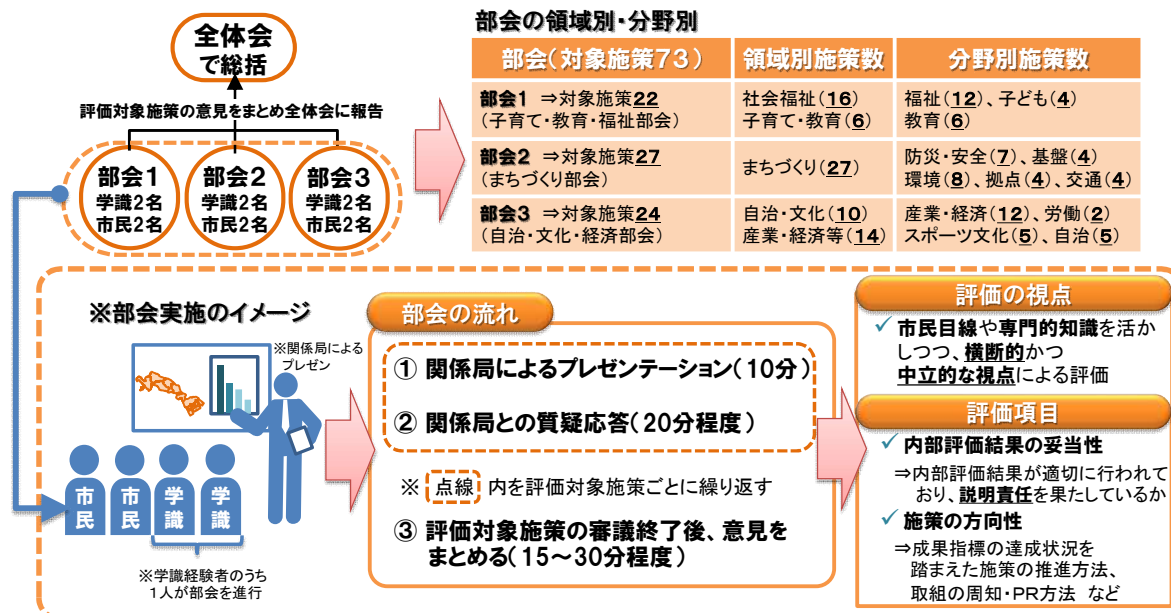 全体会
で総括
評価対象施策の意見をまとめ全体会に報告
部会1
学識2名
市民2名
部会2
学識2名
市民2名
部会3
学識2名
市民2名
部会の領域別・分野別
部会(対象施策73)
領域別施策数
分野別施策数
部会1 ⇒対象施策22
(子育て・教育・福祉部会)
社会福祉(16)
子育て・教育(6)
福祉(12)、子ども(4)
教育(6)
部会2 ⇒対象施策27
(まちづくり部会)
まちづくり(27)
防災・安全(7)、基盤(4)
環境(8)、拠点(4)、交通(4)
部会3 ⇒対象施策24
(自治・文化・経済部会)
自治・文化(10)
産業・経済等(14)
産業・経済(12)、労働(2)
スポーツ文化(5)、自治(5)
※部会実施のイメージ
※関係局による
プレゼン
市民
市民
学識
学識
※学識経験者のうち
1人が部会を進行
部会の流れ
① 関係局によるプレゼンテーション(10分)
② 関係局との質疑応答(20分程度)
※ 点線 内を評価対象施策ごとに繰り返す
③ 評価対象施策の審議終了後、意見を
まとめる(15～30分程度)
評価の視点
✓ 市民目線や専門的知識を活か
しつつ、横断的かつ
中立的な視点による評価
評価項目
✓ 内部評価結果の妥当性
⇒内部評価結果が適切に行われて
おり、説明責任を果たしているか
✓ 施策の方向性
⇒成果指標の達成状況を
踏まえた施策の推進方法、
取組の周知・PR方法 など